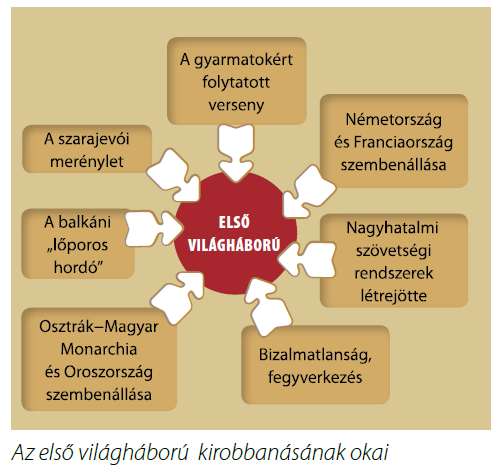 A gyarmatokért
folytatott
verseny
Németország
és Franciaország
szembenállása
Nagyhatalmi
szövetségi
rendszerek
létrejötte
Bizalmatlanság,
fegyverkezés
Osztrák–Magyar
Monarchia
és Oroszország
szembenállása
A balkáni
„lőporos
hordó”
A szarajevói
merénylet
ELSŐ
VILÁGHÁBORÚ
Az első világháború kirobbanásának okai